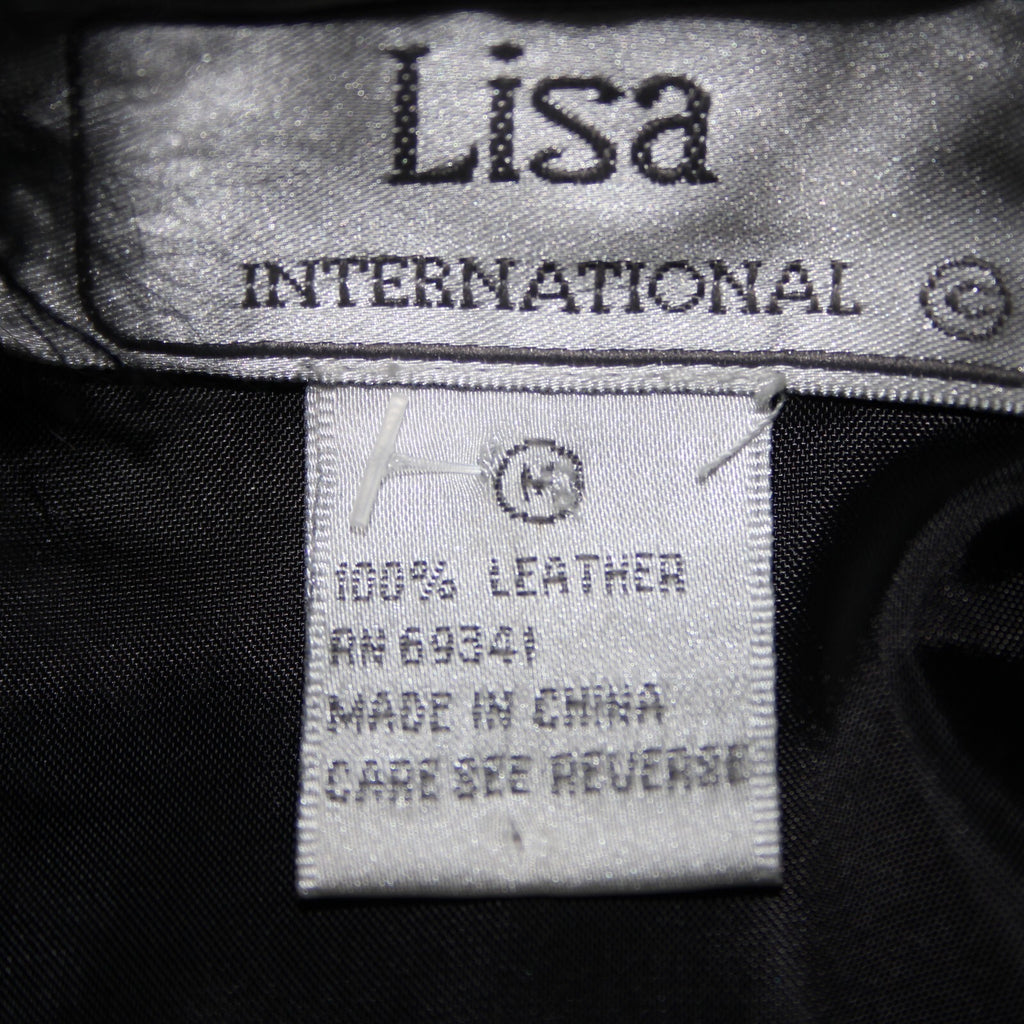 Lisa
INTERNATIONAL ©
M
100% LEATHER
RN 69341
MADE IN CHINA
CARE SEE REVERSE